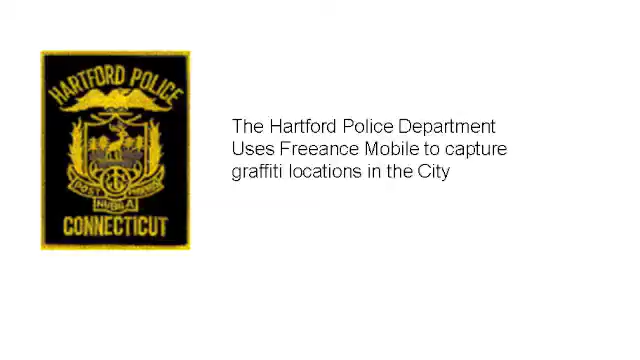 HARTFORD POLICE
POST
NUBILA
CONNECTICUT
The Hartford Police Department
Uses Freeance Mobile to capture
graffiti locations in the City